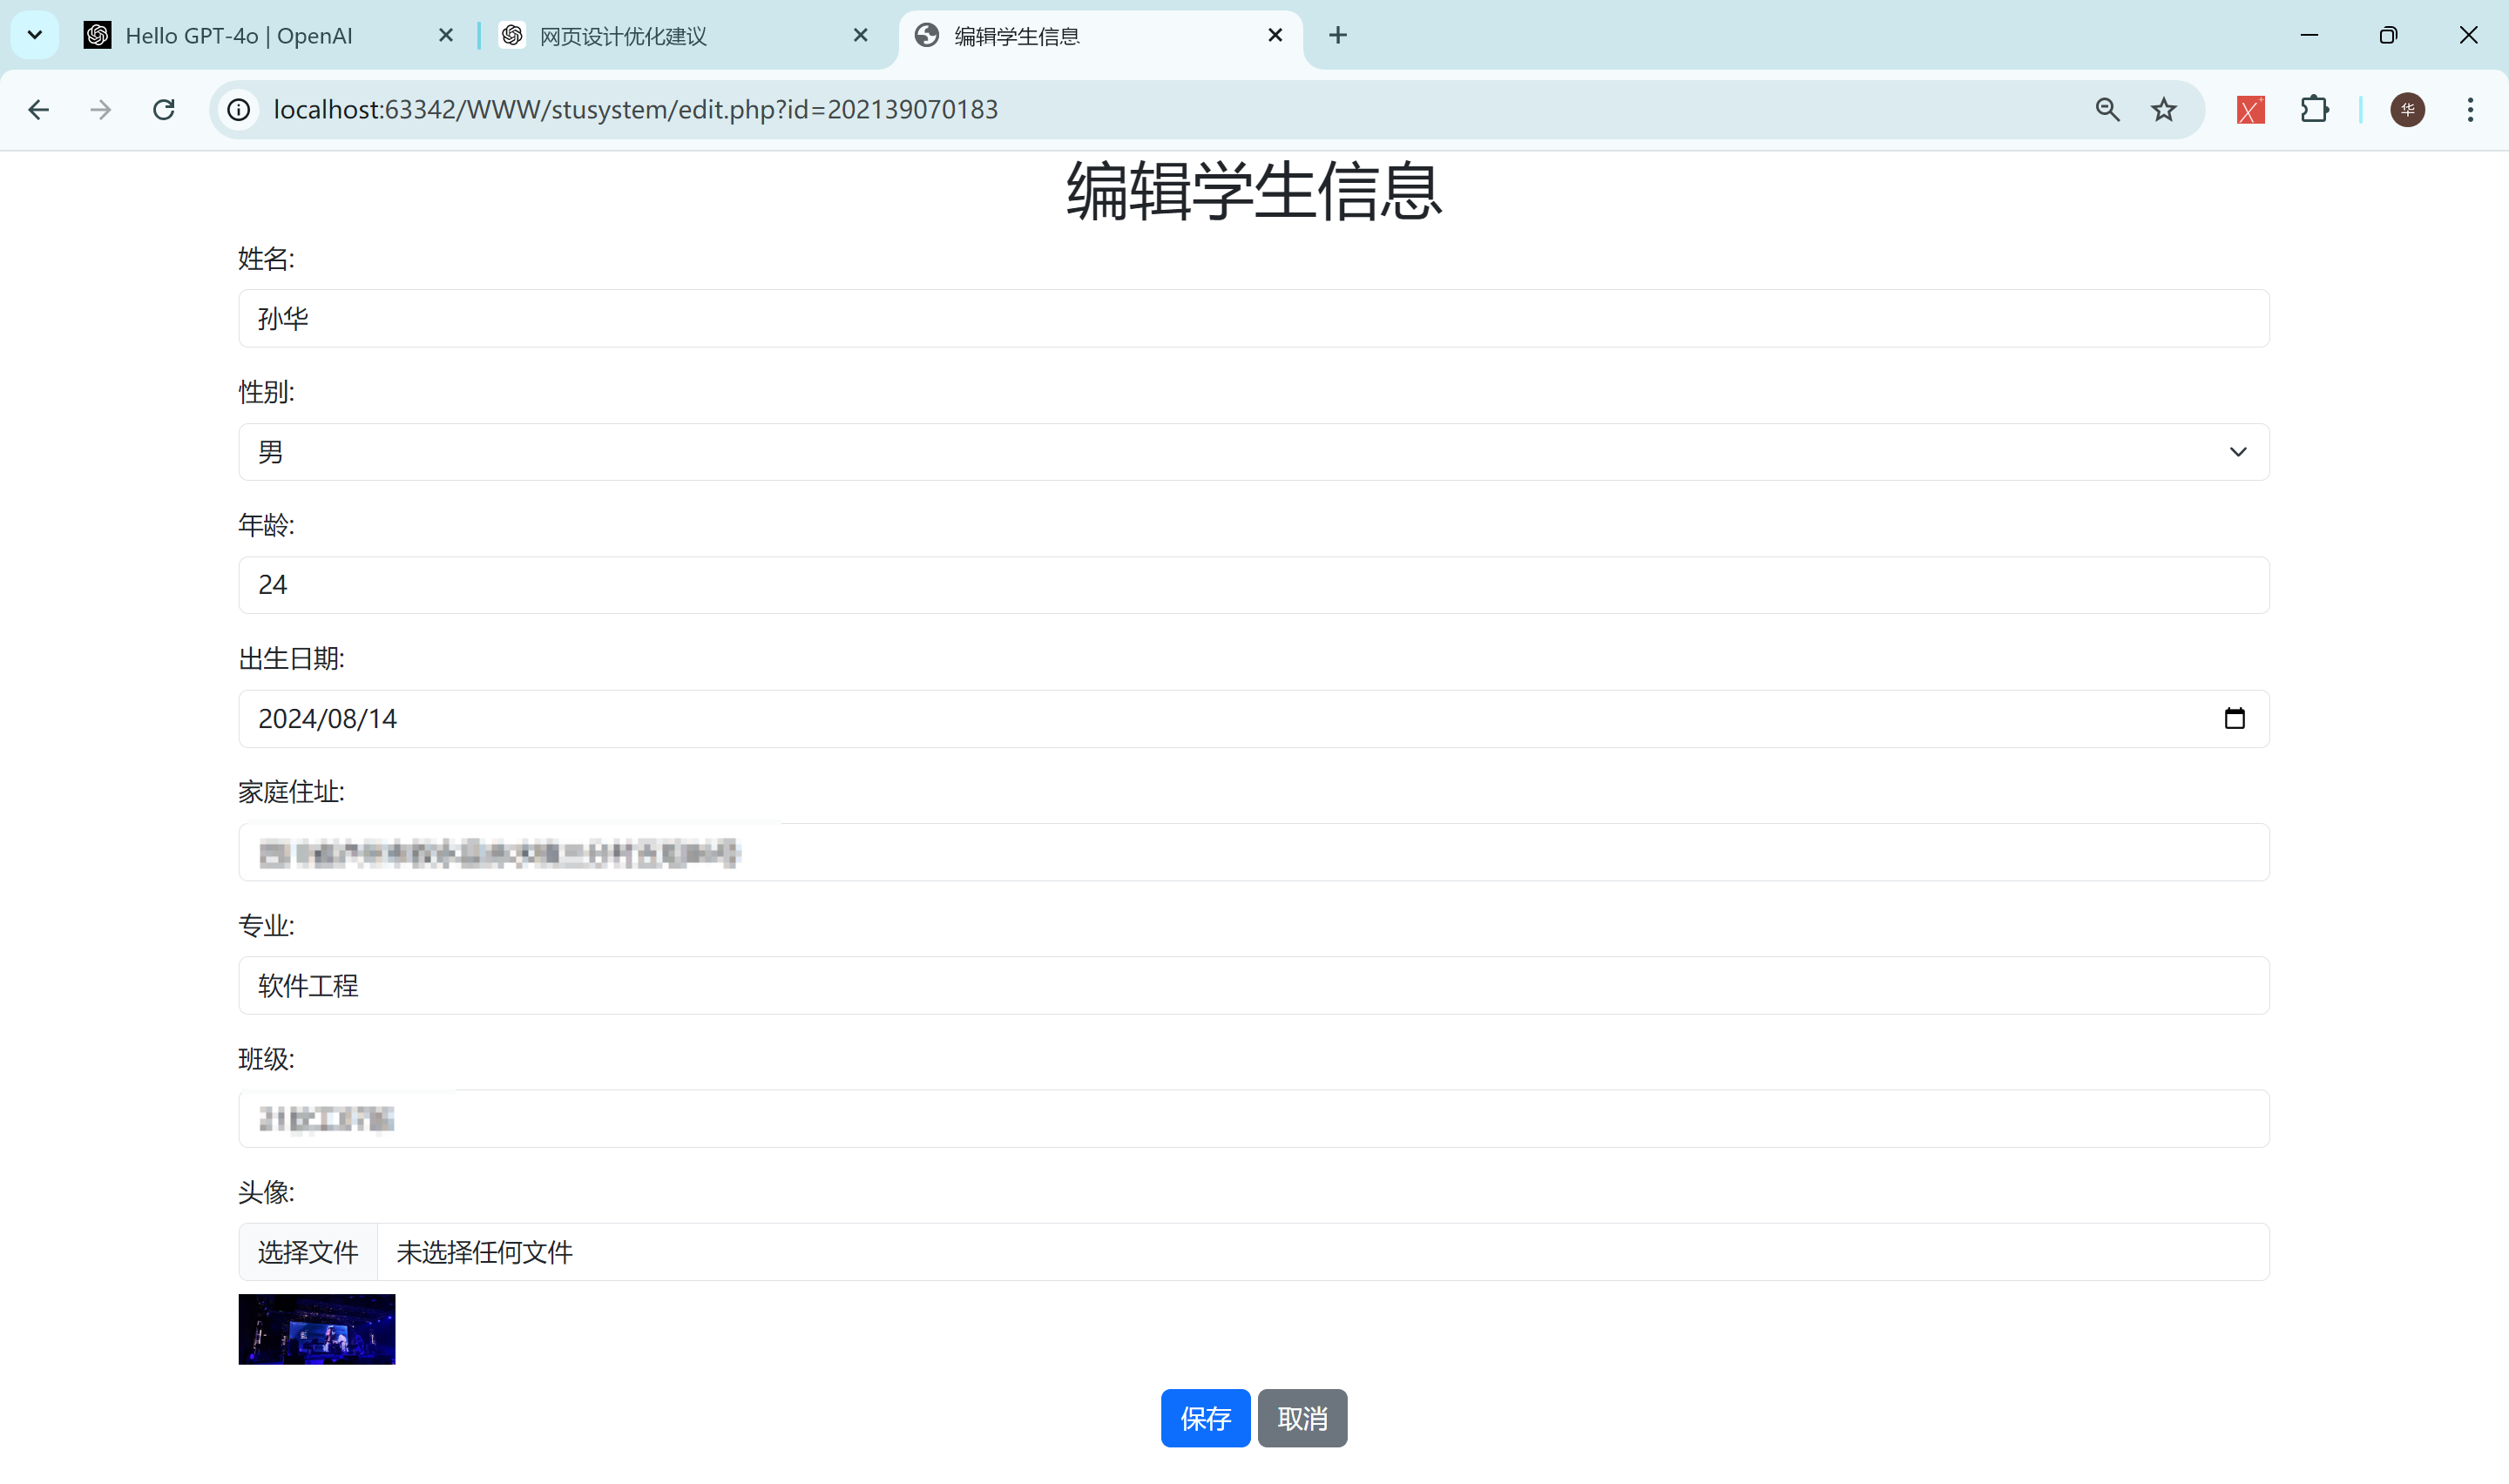 Hello GPT-4o | OpenAI
网页设计优化建议
编辑学生信息
localhost:63342/WWW/stusystem/edit.php?id=202139070183
华
编辑学生信息
姓名:
孙华
性别:
男
年龄:
24
出生日期:
2024/08/14
家庭住址:
专业:
软件工程
班级:
头像:
选择文件 未选择任何文件
保存 取消